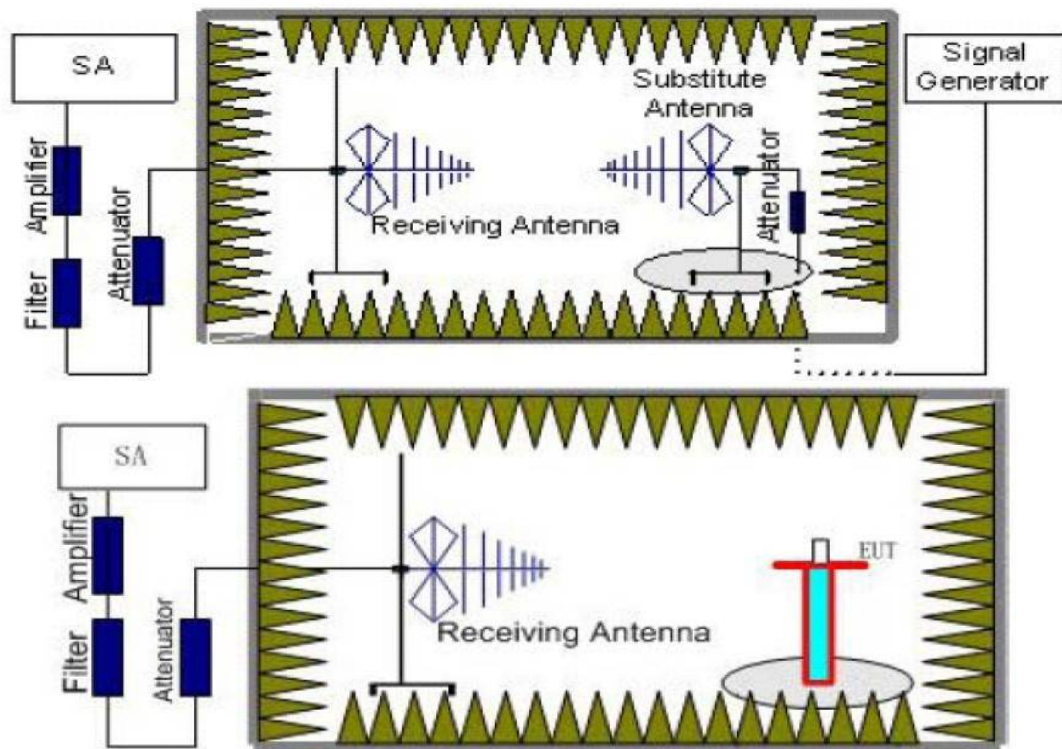 SA
Signal
Generator
Substitute
Antenna
Amplifier
Attenuator
Attenuator
Receiving Antenna
Filter
SA
Amplifier
EUT
Receiving Antenna
Filter
Attenuator